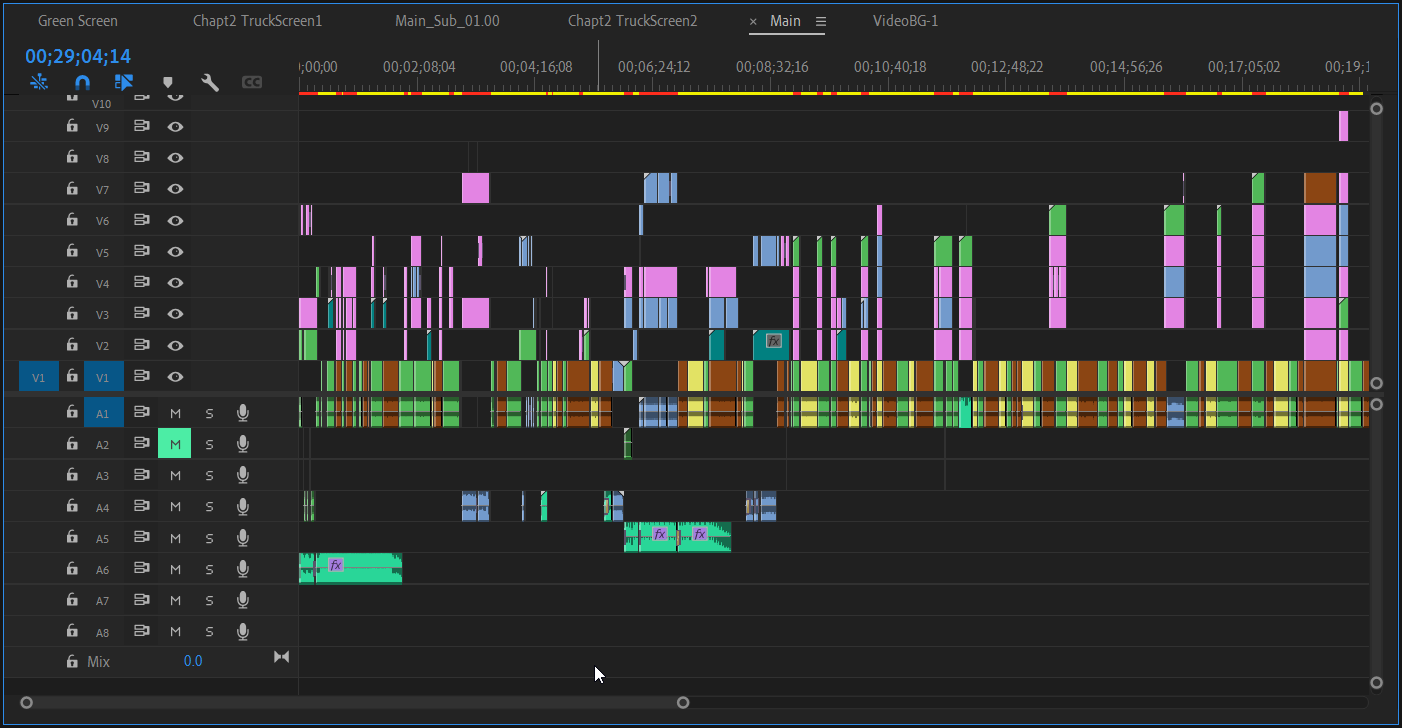 Green Screen Chapt2 TruckScreen1 Main_Sub_01.00 Chapt2 TruckScreen2 × Main VideoBG-1
00;29;04;14
;00;00 00;02;08;04 00;04;16;08 00;06;24;12 00;08;32;16 00;10;40;18 00;12;48;22 00;14;56;26 00;17;05;02 00;19;1
CC
V10
V9
V8
V7
V6
V5
V4
V3
V2 fx
V1 V1
A1 M S
A2 M S
A3 M S
A4 M S
A5 M S fx fx
A6 M S fx
A7 M S
A8 M S
Mix 0.0